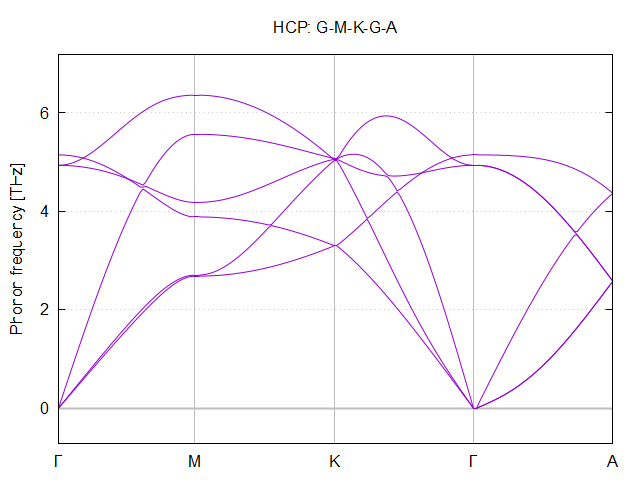 HCP: G-M-K-G-A
Phonon frequency [THz]
6
4
2
0
Γ M K Γ A